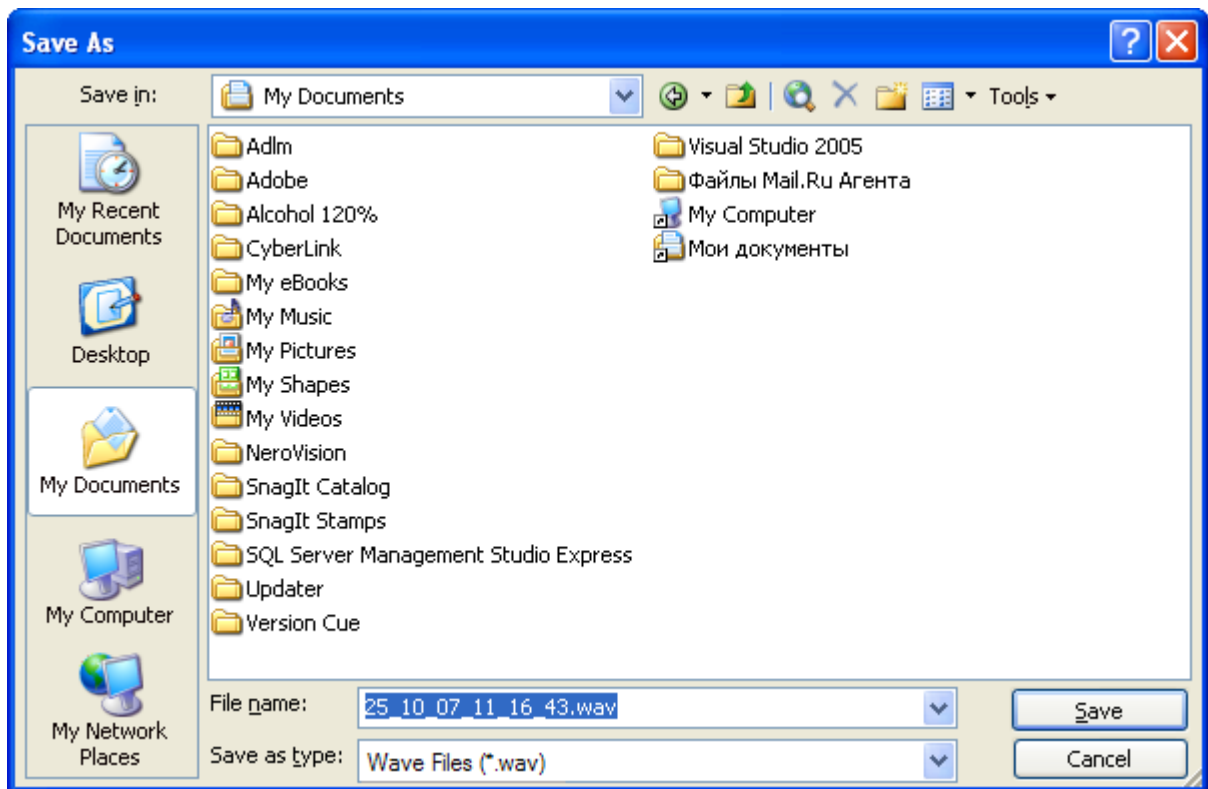 Save As
Save in:
My Documents
Tools
My Recent
Documents
Desktop
My Documents
My Computer
My Network
Places
Adlm
Adobe
Alcohol 120%
CyberLink
My eBooks
My Music
My Pictures
My Shapes
My Videos
NeroVision
SnagIt Catalog
SnagIt Stamps
SQL Server Management Studio Express
Updater
Version Cue
Visual Studio 2005
Файлы Mail.Ru Агента
My Computer
Мои документы
File name:
25_10_07_11_16_43.wav
Save
Save as type:
Wave Files (*.wav)
Cancel